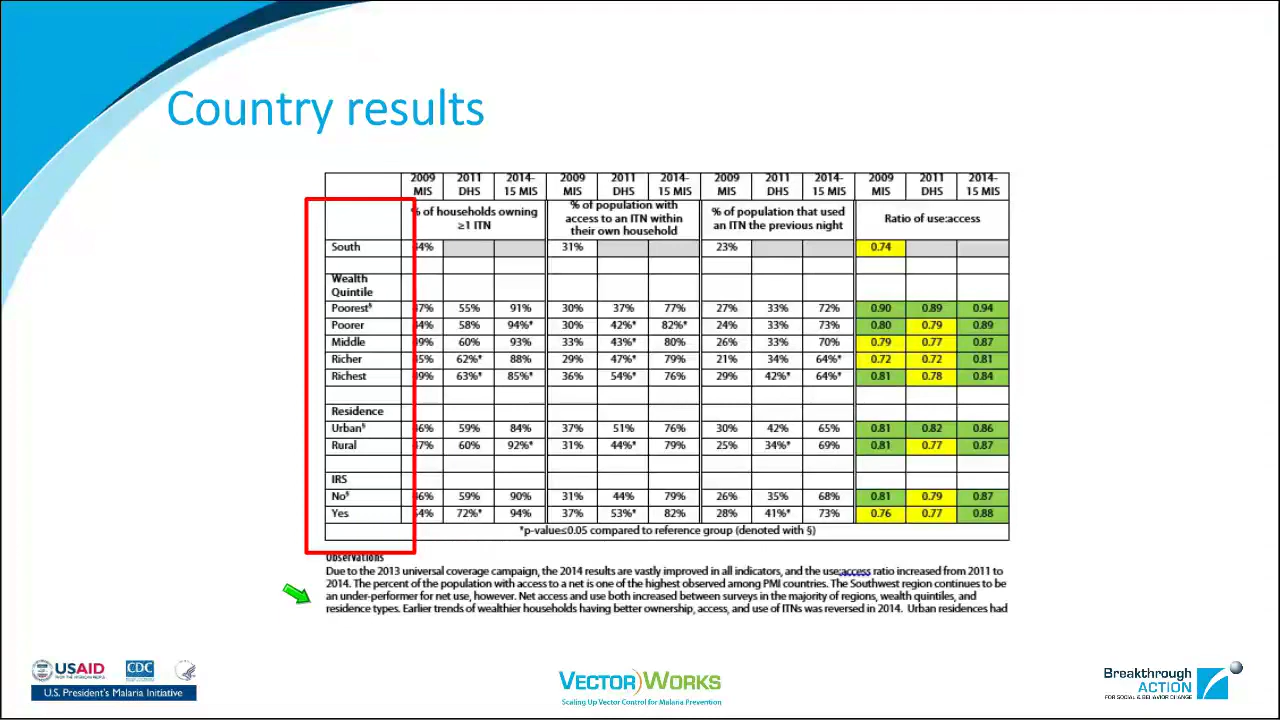 Country results
2009 MIS 2011 DHS 2014-15 MIS 2009 MIS 2011 DHS 2014-15 MIS 2009 MIS 2011 DHS 2014-15 MIS 2009 MIS 2011 DHS 2014-15 MIS
% of households owning ≥1 ITN % of population with access to an ITN within their own household % of population that used an ITN the previous night Ratio of use:access
South 44% 31% 23% 0.74
Wealth Quintile
Poorest§ 47% 55% 91% 30% 37% 77% 27% 33% 72% 0.90 0.89 0.94
Poorer 44% 58% 94%* 30% 42%* 82%* 24% 33% 73% 0.80 0.79 0.89
Middle 49% 60% 93% 33% 43%* 80% 26% 33% 70% 0.79 0.77 0.87
Richer 45% 62%* 88% 29% 47%* 79% 21% 34% 64%* 0.72 0.72 0.81
Richest 49% 63%* 85%* 36% 54%* 76% 29% 42%* 64%* 0.81 0.78 0.84
Residence
Urban§ 46% 59% 84% 37% 51% 76% 30% 42% 65% 0.81 0.82 0.86
Rural 47% 60% 92%* 31% 44%* 79% 25% 34%* 69% 0.81 0.77 0.87
IRS
No§ 46% 59% 90% 31% 44% 79% 26% 35% 68% 0.81 0.79 0.87
Yes 72%* 94% 37% 53%* 82% 28% 41%* 73% 0.76 0.77 0.88
*p-value≤0.05 compared to reference group (denoted with §)
Observations
Due to the 2013 universal coverage campaign, the 2014 results are vastly improved in all indicators, and the use:access ratio increased from 2011 to
2014. The percent of the population with access to a net is one of the highest observed among PMI countries. The Southwest region continues to be
an under-performer for net use, however. Net access and use both increased between surveys in the majority of regions, wealth quintiles, and
residence types. Earlier trends of wealthier households having better ownership, access, and use of ITNs was reversed in 2014. Urban residences had
USAID
FROM THE AMERICAN PEOPLE
CDC
U.S. President's Malaria Initiative
VECTORWORKS
Scaling Up Vector Control for Malaria Prevention
Breakthrough
ACTION
FOR SOCIAL & BEHAVIOR CHANGE